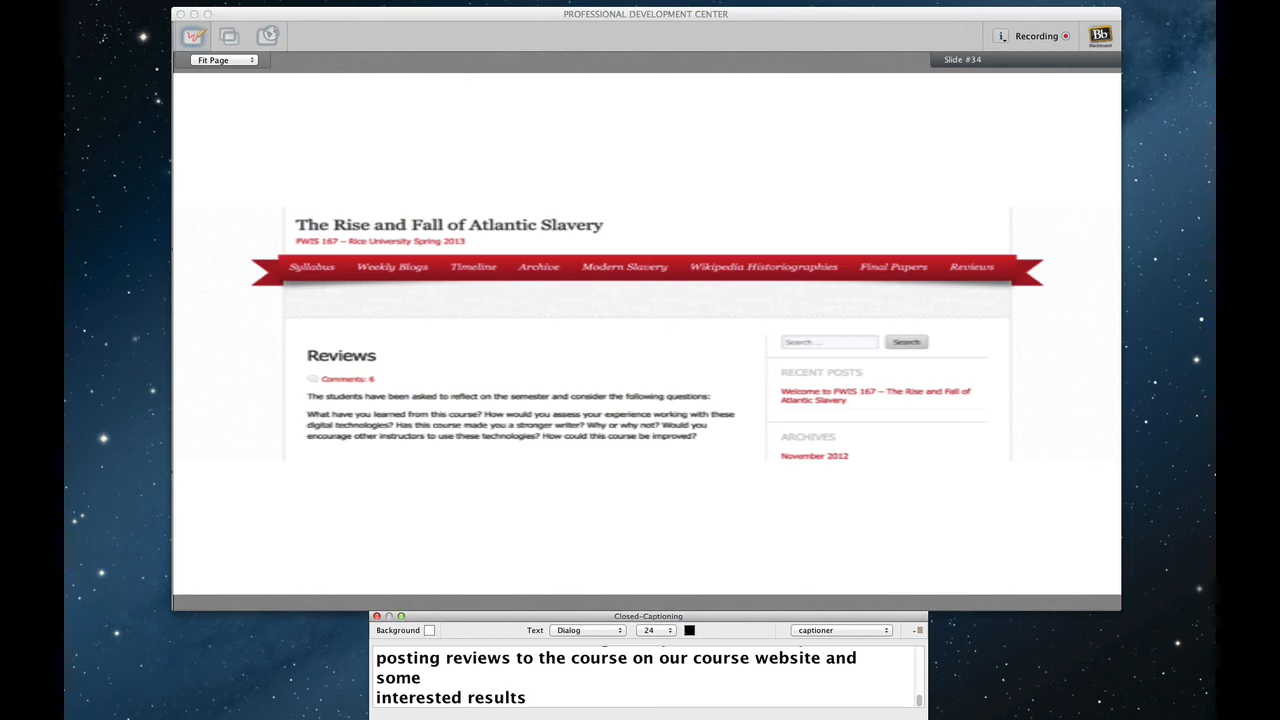 PROFESSIONAL DEVELOPMENT CENTER
Recording
Bb
Blackboard
Fit Page
Slide #34
The Rise and Fall of Atlantic Slavery
FWIS 167 – Rice University Spring 2013
Syllabus Weekly Blogs Timeline Archive Modern Slavery Wikipedia Historiographies Final Papers Reviews
Search ... Search
Reviews
Comments: 6
The students have been asked to reflect on the semester and consider the following questions:
What have you learned from this course? How would you assess your experience working with these
digital technologies? Has this course made you a stronger writer? Why or why not? Would you
encourage other instructors to use these technologies? How could this course be improved?
RECENT POSTS
Welcome to FWIS 167 – The Rise and Fall of
Atlantic Slavery
ARCHIVES
November 2012
Closed-Captioning
Background Text Dialog 24 captioner
posting reviews to the course on our course website and
some
interested results